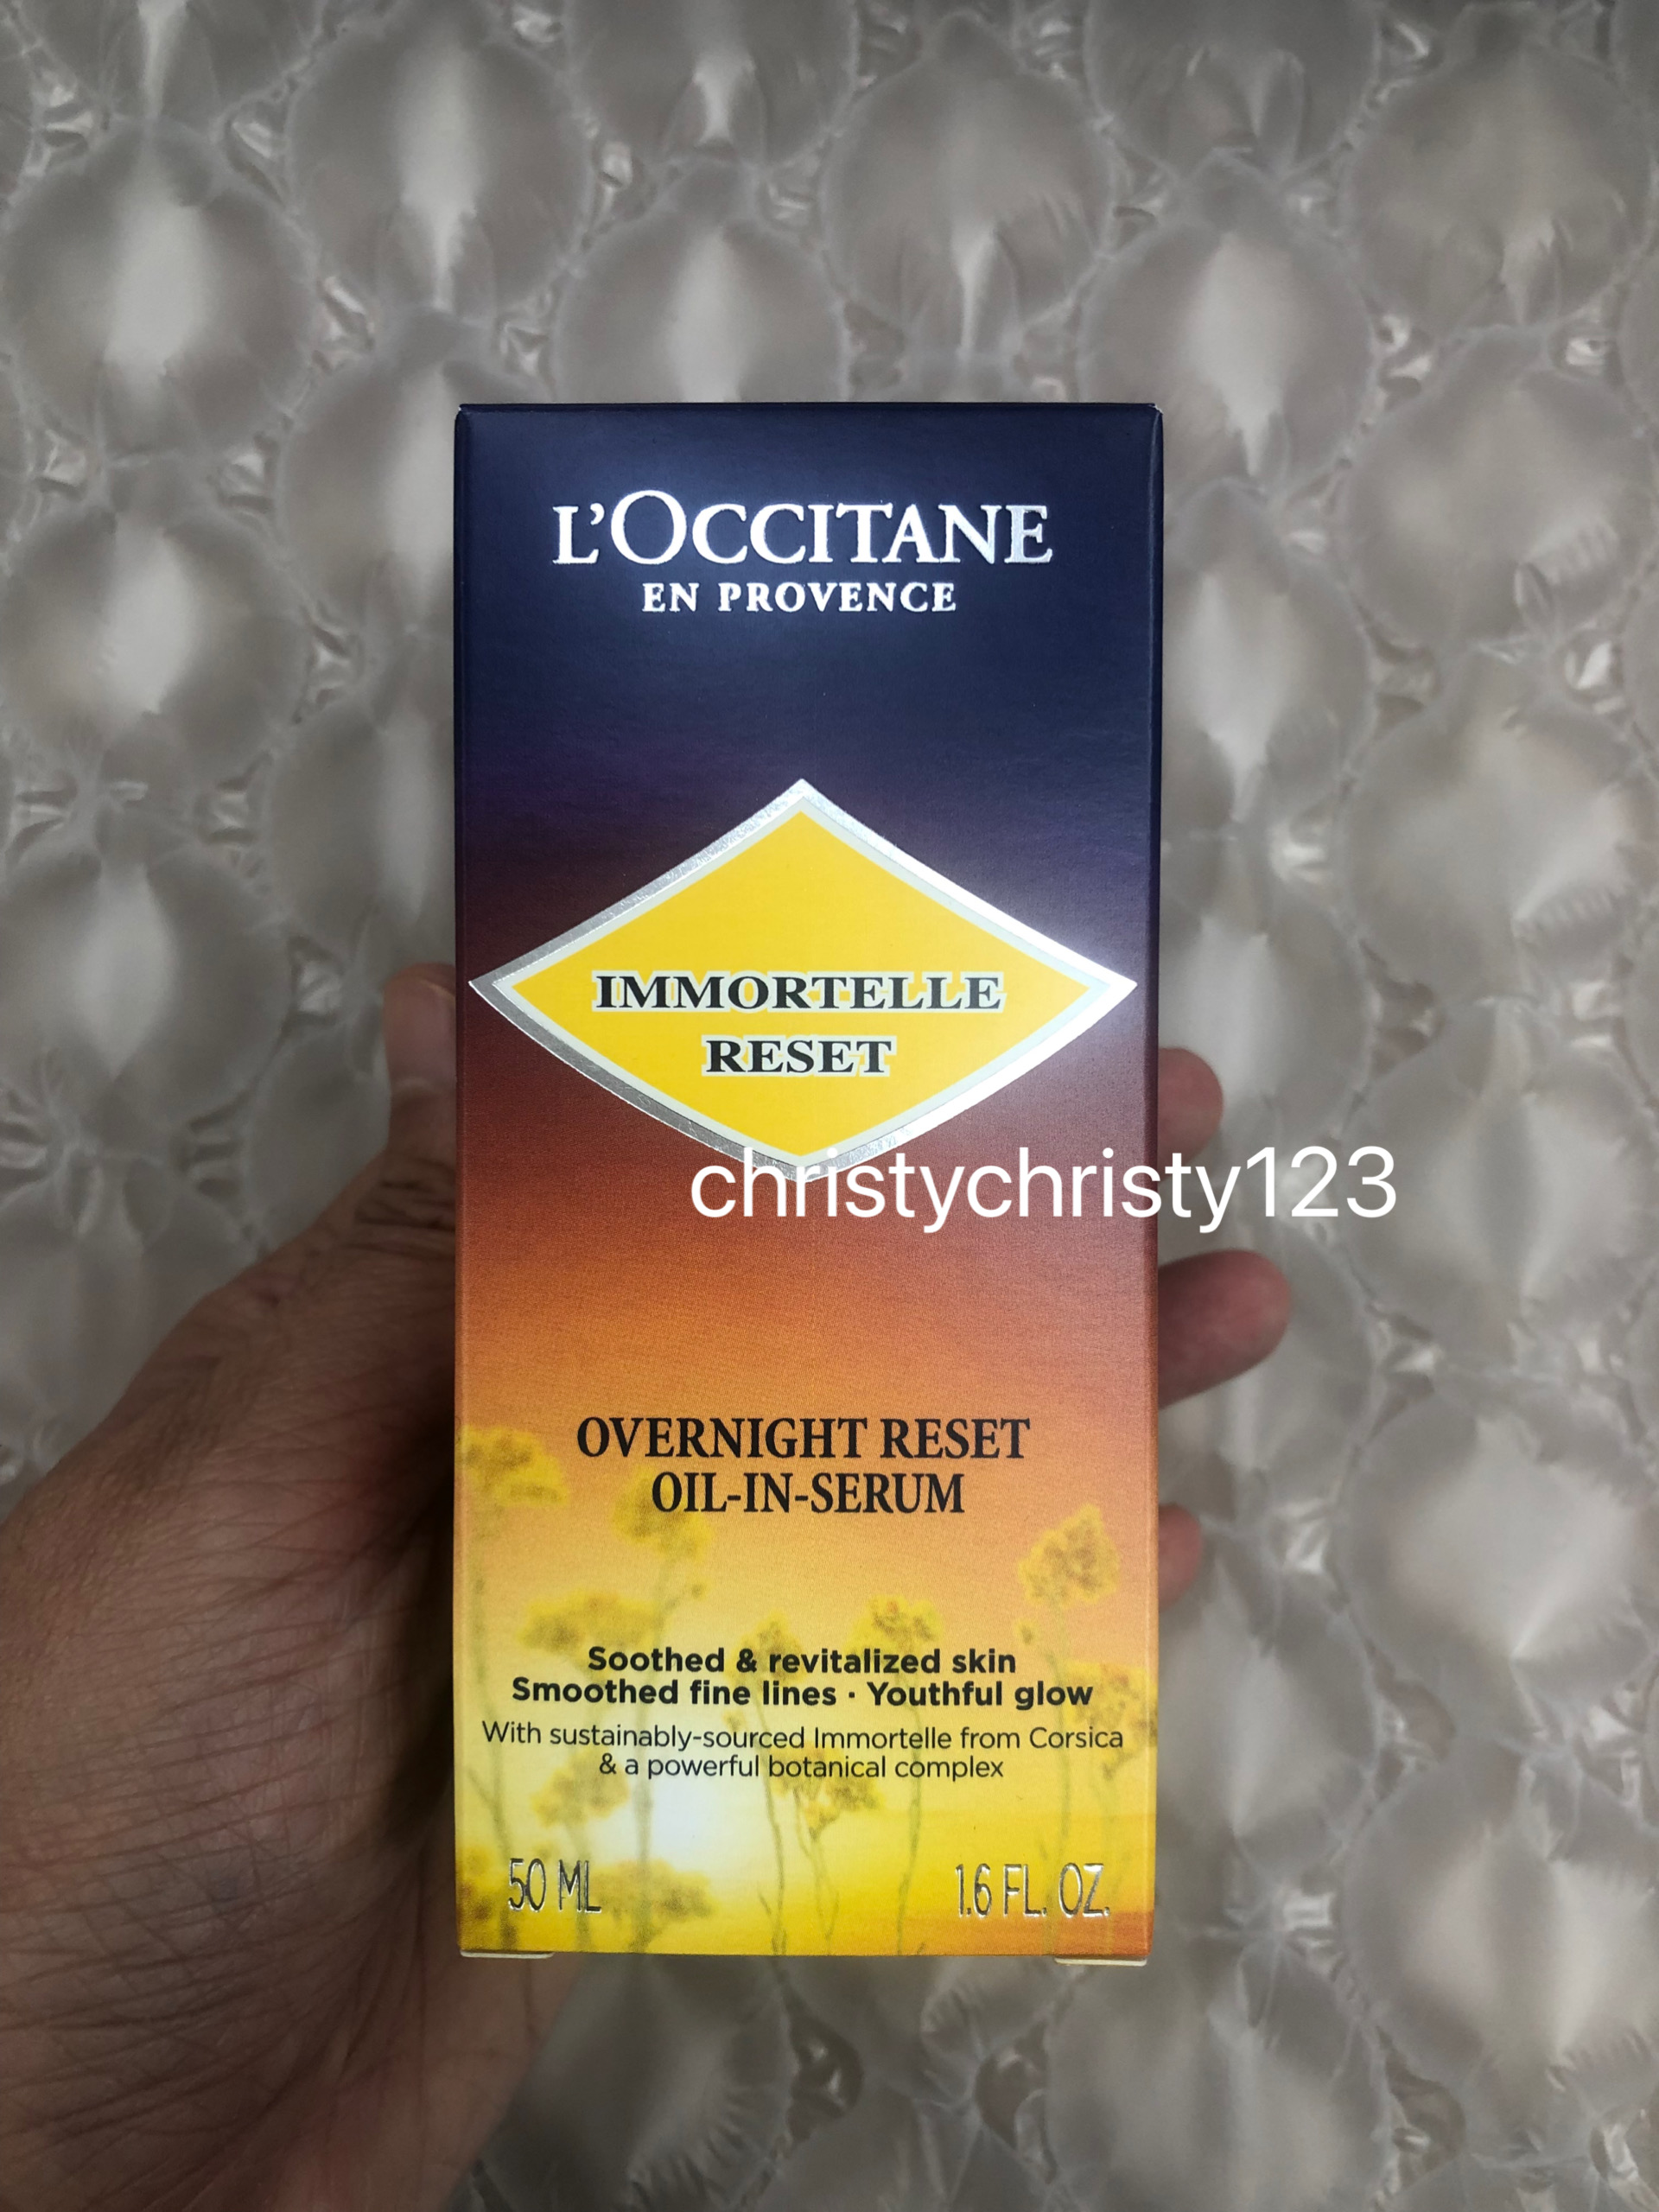 L'OCCITANE
EN PROVENCE
IMMORTELLE
RESET
christychristy123
OVERNIGHT RESET
OIL-IN-SERUM
Soothed & revitalized skin
Smoothed fine lines · Youthful glow
With sustainably-sourced Immortelle from Corsica
& a powerful botanical complex
50 ML
1.6 FL. OZ.